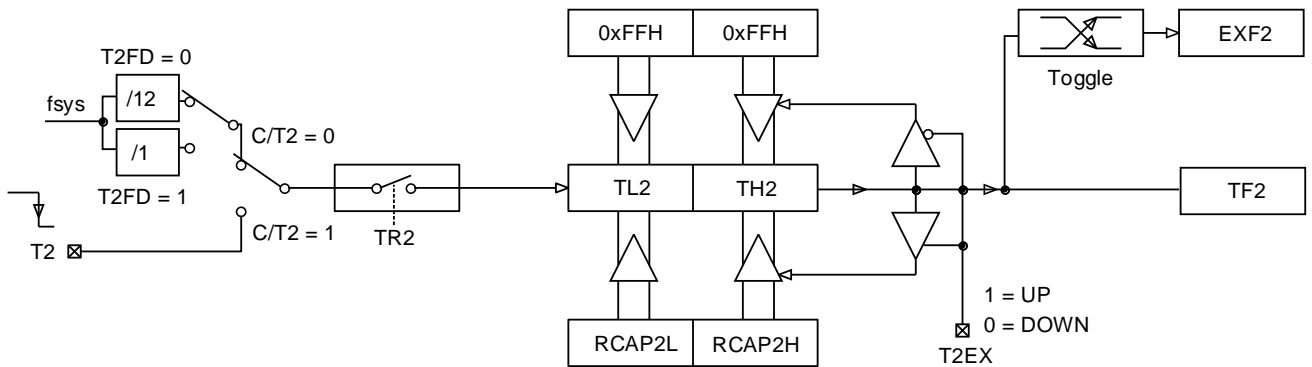 0xFFH 0xFFH
EXF2
Toggle
T2FD = 0
/12
fsys
/1
T2FD = 1
C/T2 = 0
C/T2 = 1
T2
TR2
TL2 TH2
TF2
RCAP2L RCAP2H
1 = UP
0 = DOWN
T2EX